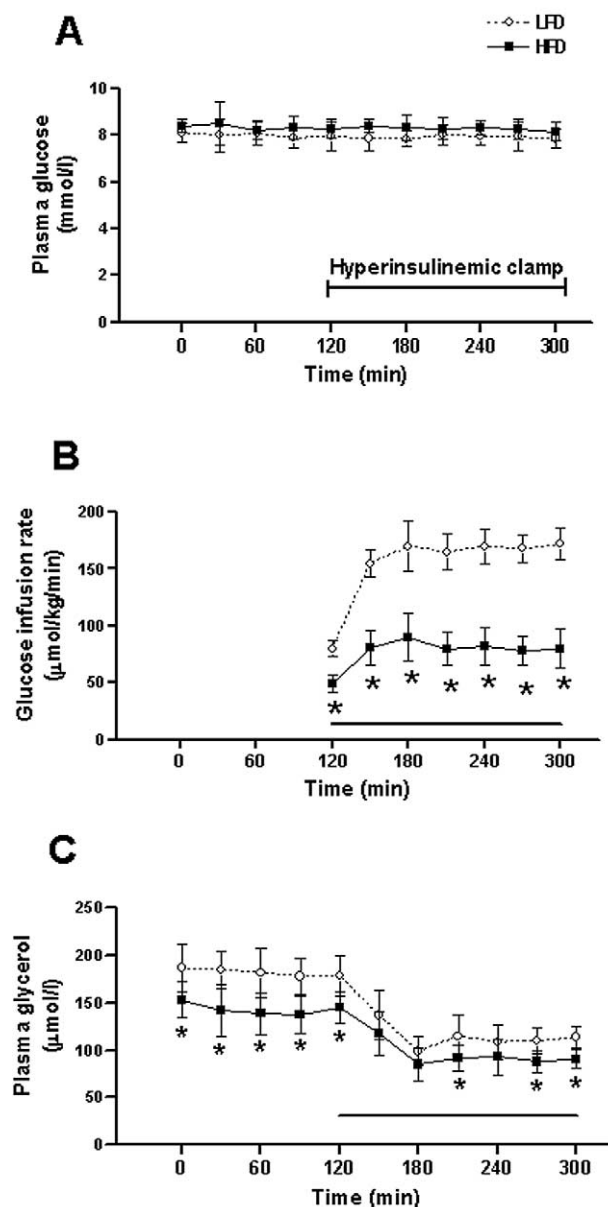 A
LFD
HFD
Plasma glucose
(mmol/l)
10
8
6
4
2
0
Hyperinsulinemic clamp
0 60 120 180 240 300
Time (min)
B
Glucose infusion rate
(μmol/kg/min)
200
150
100
50
0
* * * * * * *
0 60 120 180 240 300
Time (min)
C
Plasma glycerol
(μmol/l)
250
200
150
100
50
0
* * * * * * * *
0 60 120 180 240 300
Time (min)